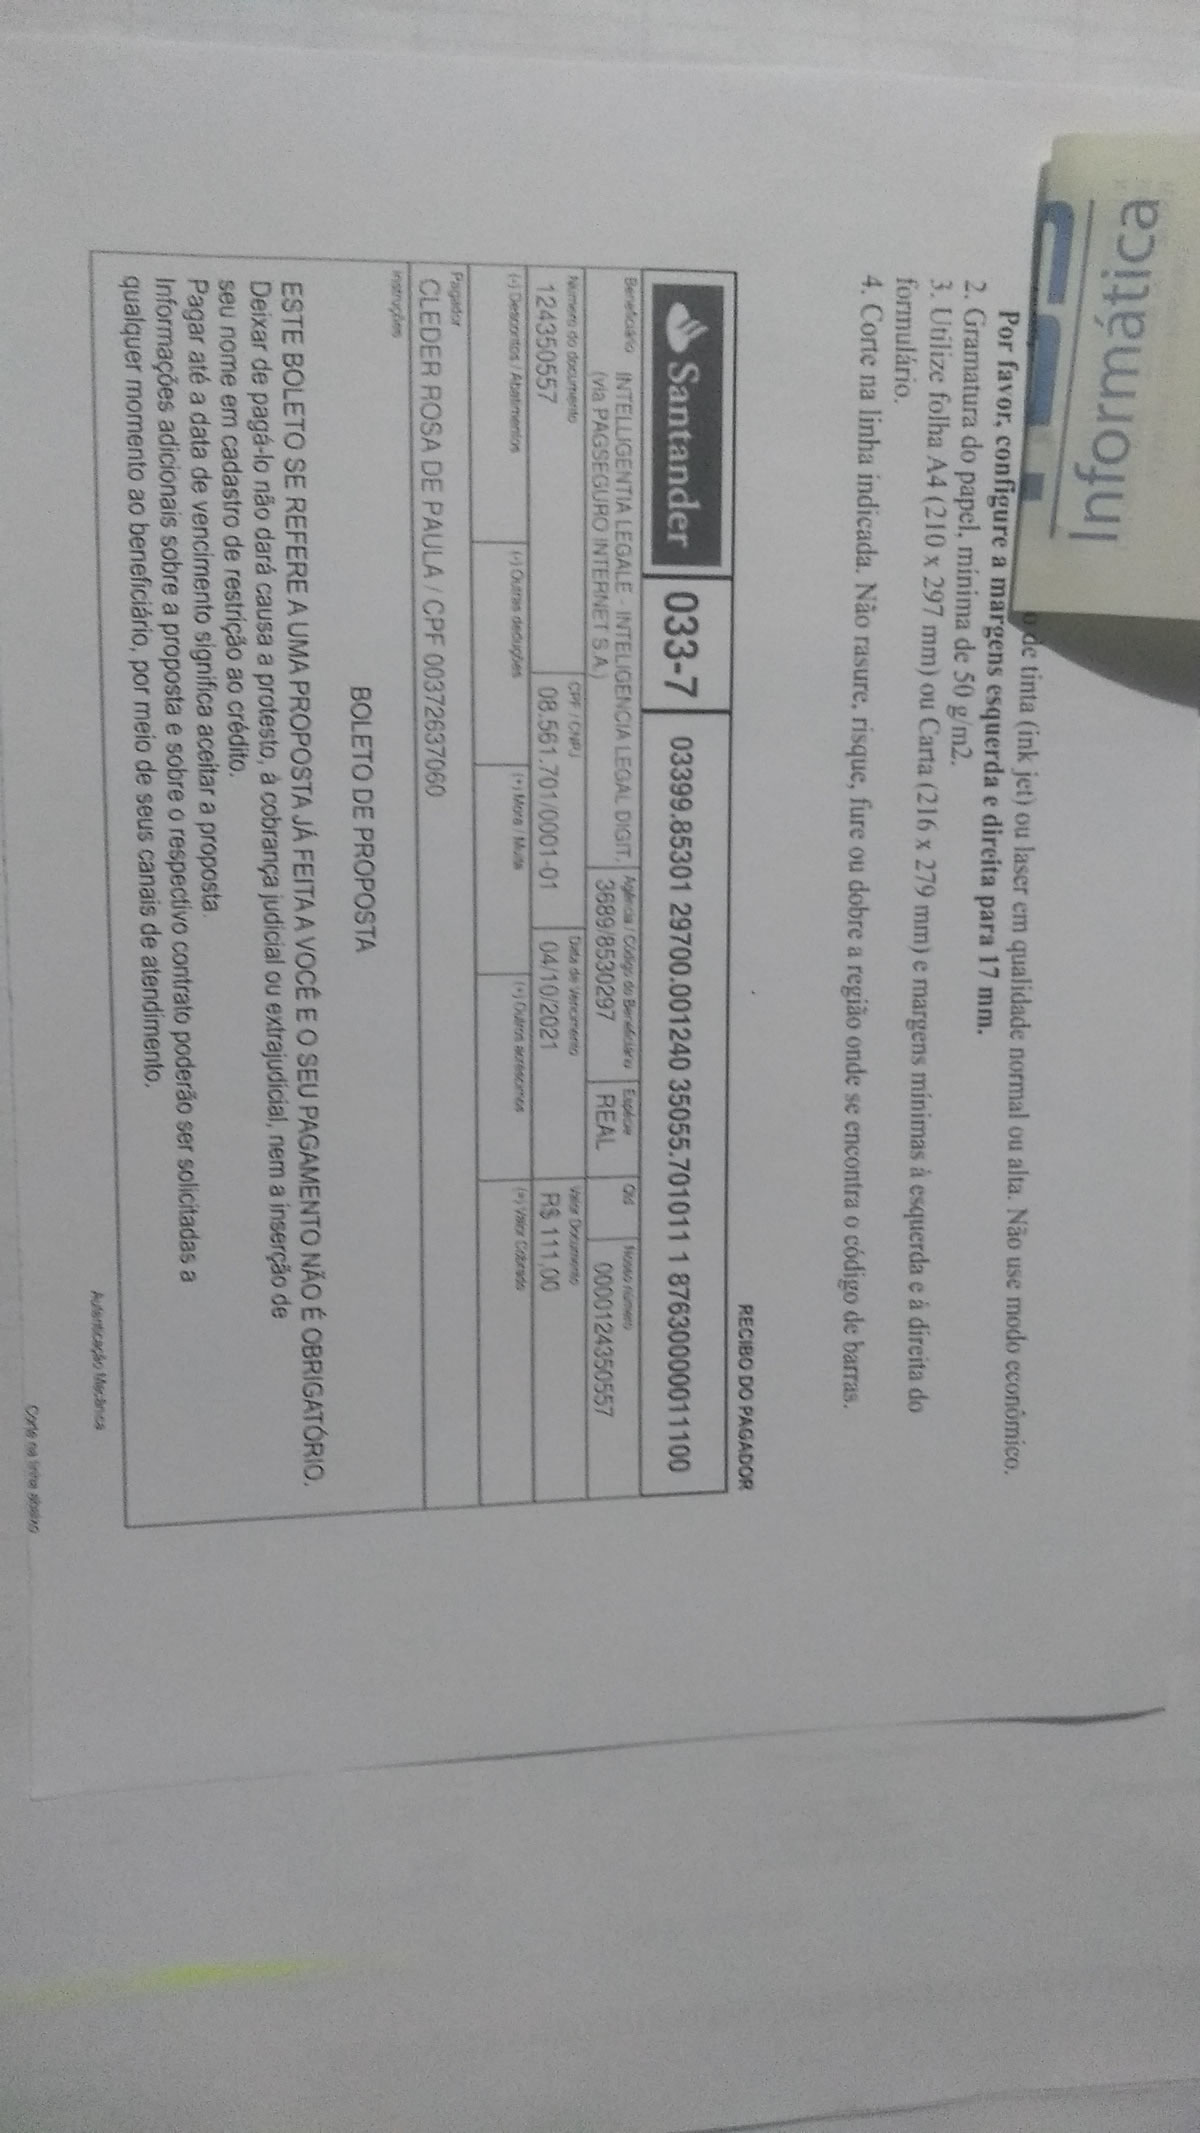 Informática
de tinta (ink jet) ou laser em qualidade normal ou alta. Não use modo econômico.
Por favor, configure a margens esquerda e direita para 17 mm.
2. Gramatura do papel, mínima de 50 g/m2.
3. Utilize folha A4 (210 x 297 mm) ou Carta (216 x 279 mm) e margens mínimas à esquerda e à direita do
formulário.
4. Corte na linha indicada. Não rasure, risque, fure ou dobre a região onde se encontra o código de barras.
RECIBO DO PAGADOR
Santander 033-7 03399.85301 29700.001240 35055.701011 1 87630000011100
Beneficiário INTELLIGENTIA LEGALE - INTELIGENCIA LEGAL DIGIT. Agência / Código do Beneficiário Espécie Qtd Nosso número
(via PAGSEGURO INTERNET S.A.) 3689/8530297 REAL 0000124350557
Número do documento CPF / CNPJ Data de Vencimento Valor Documento
124350557 08.561.701/0001-01 04/10/2021 R$ 111,00
(-) Descontos / Abatimentos (-) Outras deduções (+) Mora / Multa (+) Outros acréscimos (=) Valor Cobrado
Pagador
CLEDER ROSA DE PAULA / CPF 00372637060
Instruções
BOLETO DE PROPOSTA
ESTE BOLETO SE REFERE A UMA PROPOSTA JÁ FEITA A VOCÊ E O SEU PAGAMENTO NÃO É OBRIGATÓRIO.
Deixar de pagá-lo não dará causa a protesto, à cobrança judicial ou extrajudicial, nem a inserção de
seu nome em cadastro de restrição ao crédito.
Pagar até a data de vencimento significa aceitar a proposta.
Informações adicionais sobre a proposta e sobre o respectivo contrato poderão ser solicitadas a
qualquer momento ao beneficiário, por meio de seus canais de atendimento.
Autenticação Mecânica
Corte na linha abaixo